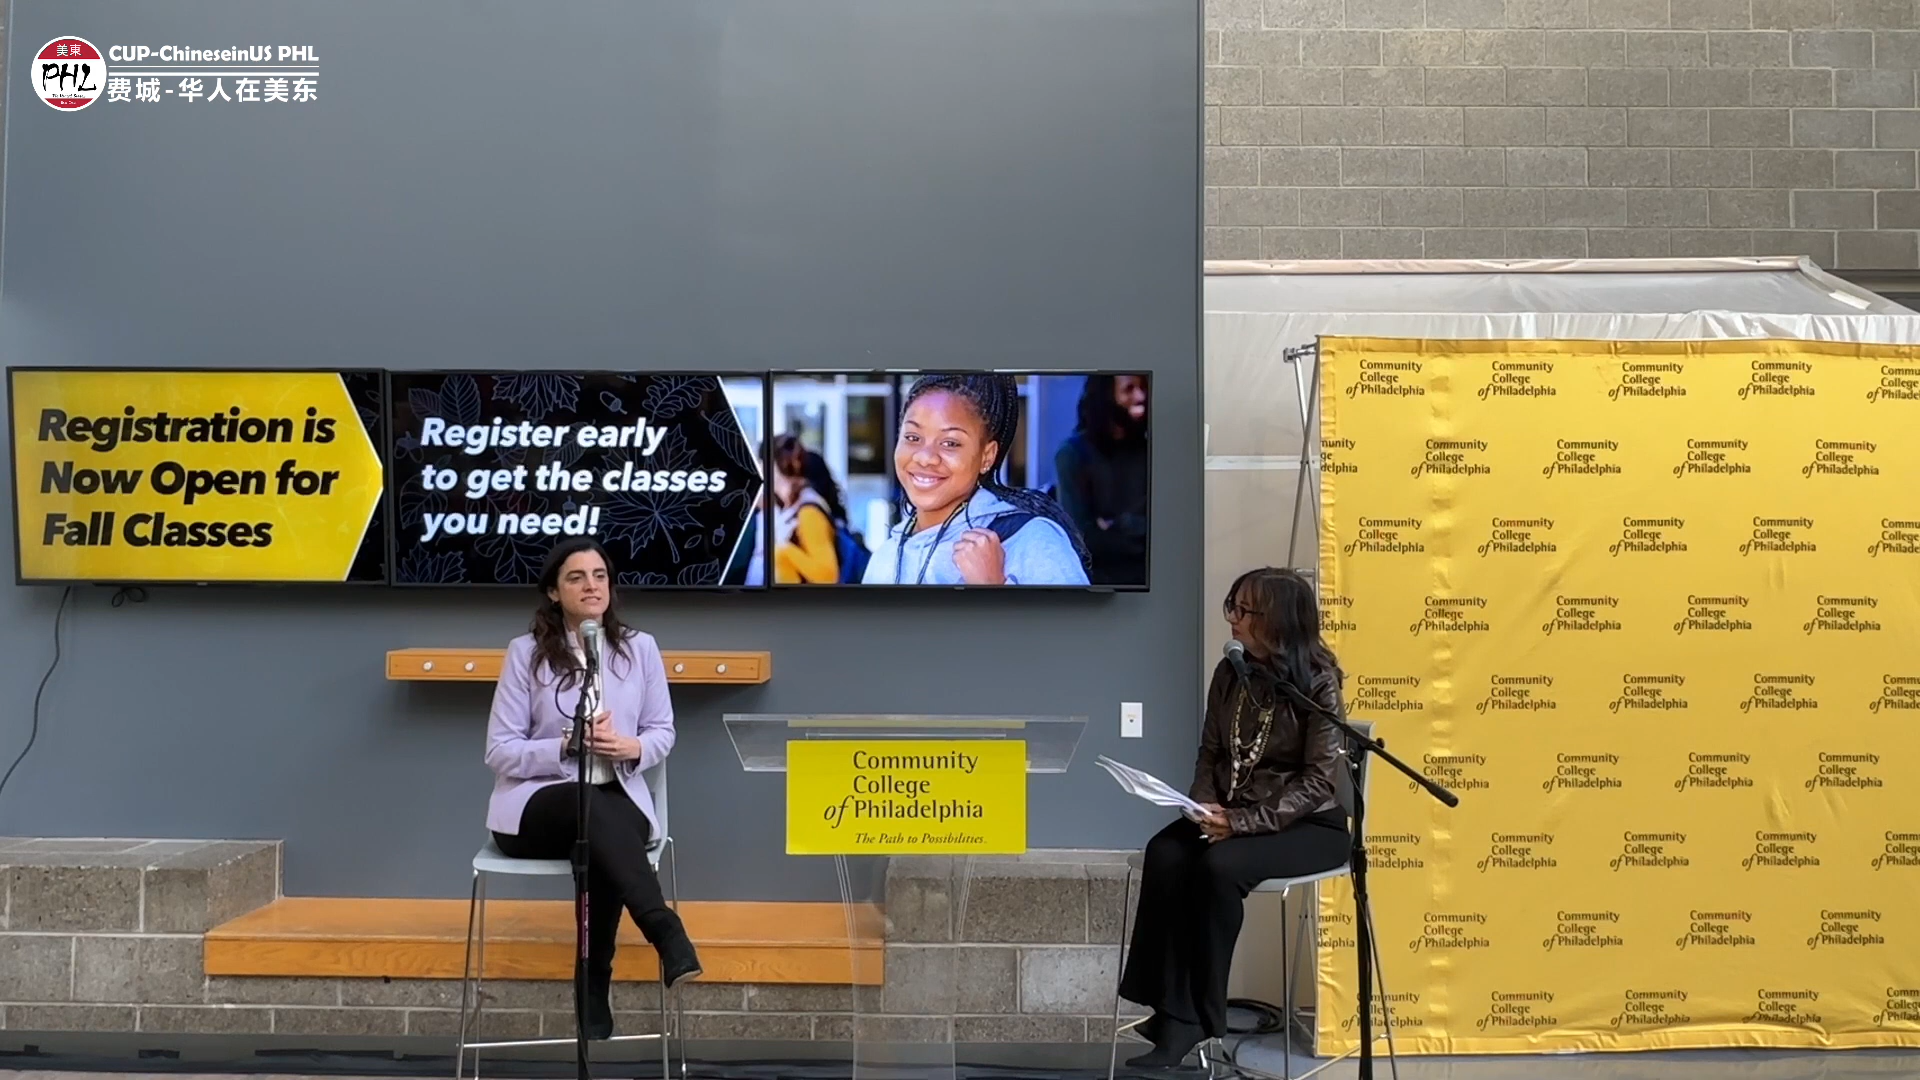 美東
PHL
CUP-ChineseinUS PHL
费城-华人在美东
Registration is
Now Open for
Fall Classes
Register early
to get the classes
you need!
Community
College
of Philadelphia
The Path to Possibilities.
Community
College
of Philadelphia